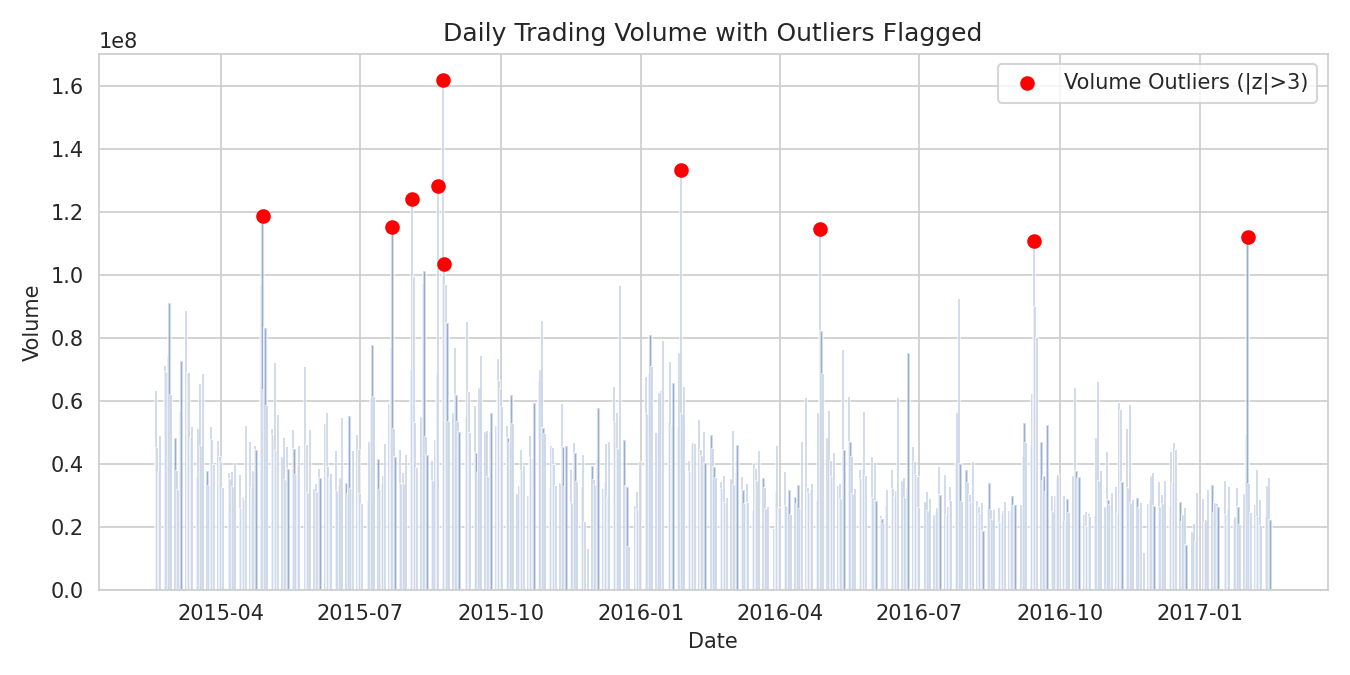 Daily Trading Volume with Outliers Flagged
1e8
Volume Outliers (|z|>3)
1.6
1.4
1.2
1.0
0.8
0.6
0.4
0.2
0.0
Volume
2015-04 2015-07 2015-10 2016-01 2016-04 2016-07 2016-10 2017-01
Date